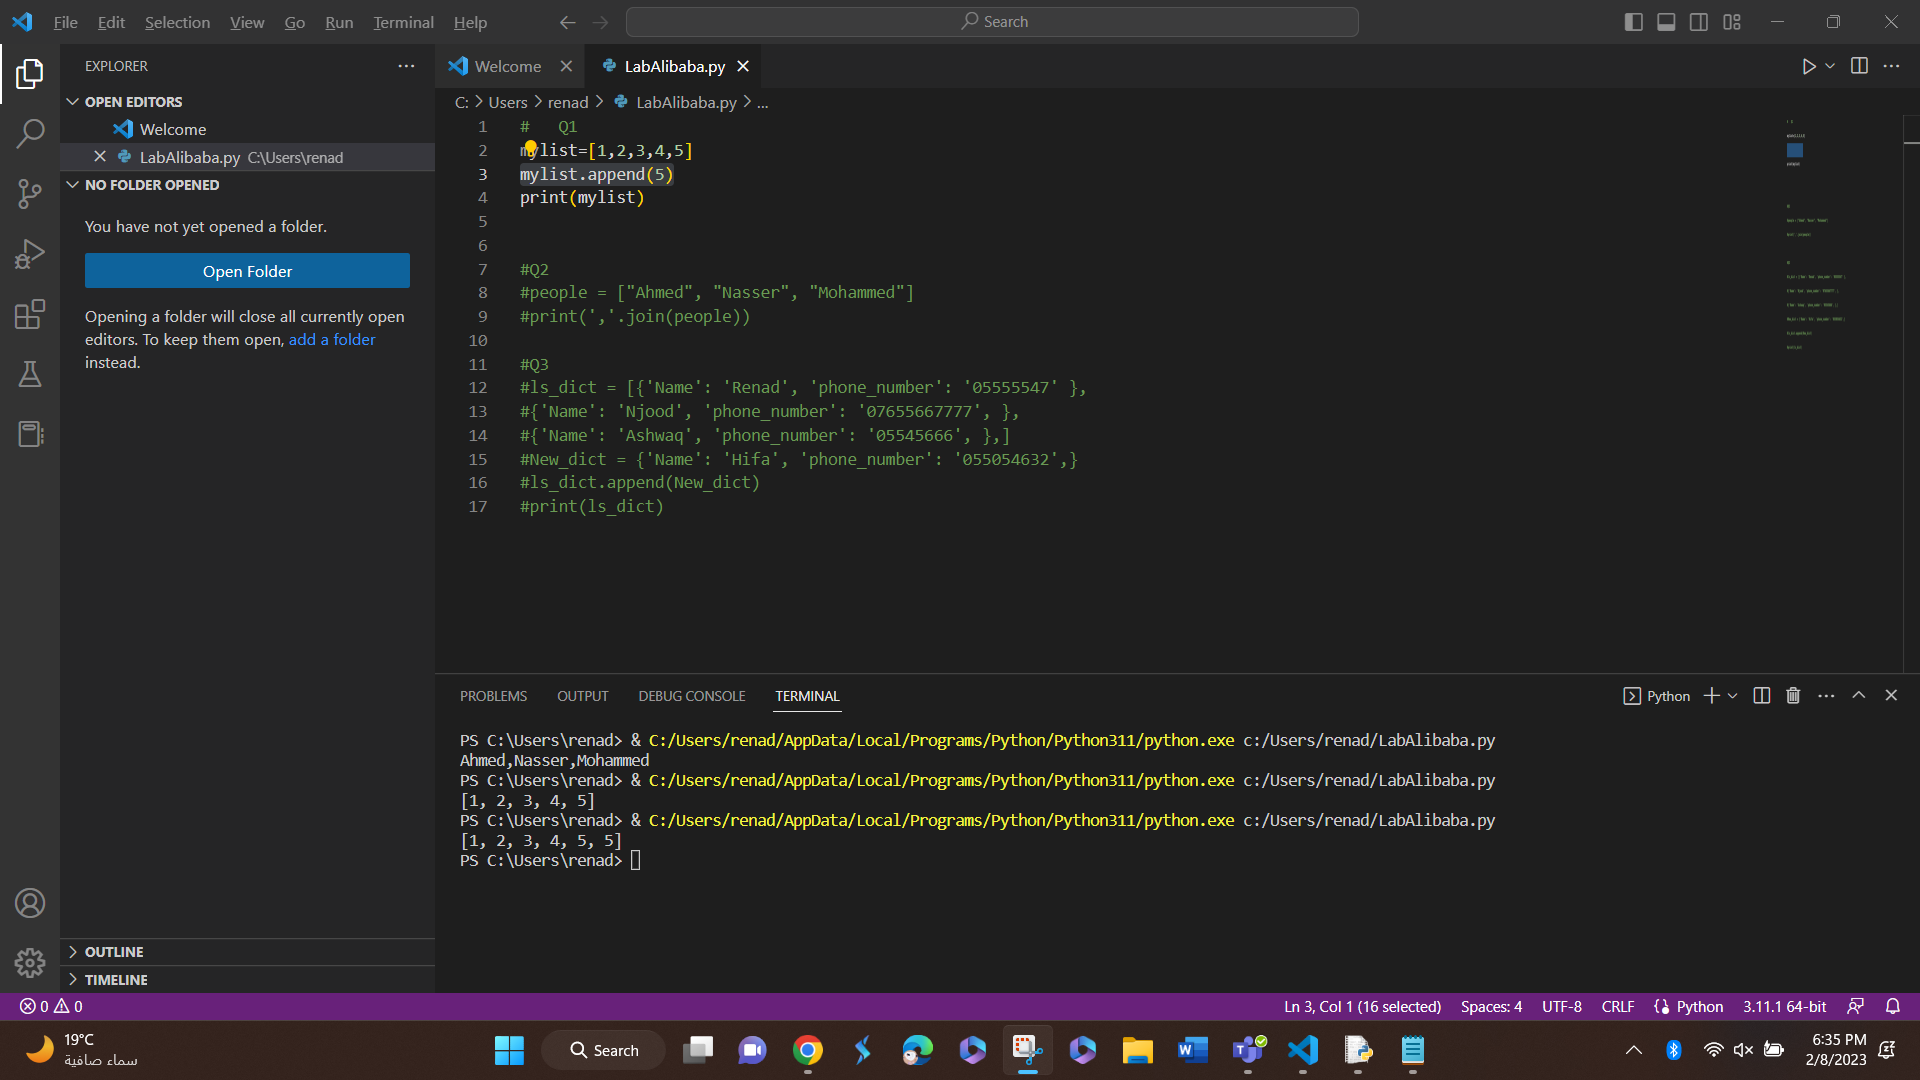 File Edit Selection View Go Run Terminal Help
Search
EXPLORER
OPEN EDITORS
Welcome
LabAlibaba.py C:\Users\renad
NO FOLDER OPENED
You have not yet opened a folder.
Open Folder
Opening a folder will close all currently open
editors. To keep them open, add a folder
instead.
OUTLINE
TIMELINE
Welcome
LabAlibaba.py
C: > Users > renad > LabAlibaba.py > ...
1 #   Q1
2 mylist=[1,2,3,4,5]
3 mylist.append(5)
4 print(mylist)
5
6
7 #Q2
8 #people = ["Ahmed", "Nasser", "Mohammed"]
9 #print(','.join(people))
10
11 #Q3
12 #ls_dict = [{'Name': 'Renad', 'phone_number': '05555547' },
13 #{'Name': 'Njood', 'phone_number': '07655667777', },
14 #{'Name': 'Ashwaq', 'phone_number': '05545666', },]
15 #New_dict = {'Name': 'Hifa', 'phone_number': '055054632',}
16 #ls_dict.append(New_dict)
17 #print(ls_dict)
PROBLEMS OUTPUT DEBUG CONSOLE TERMINAL
Python
PS C:\Users\renad> & C:/Users/renad/AppData/Local/Programs/Python/Python311/python.exe c:/Users/renad/LabAlibaba.py
Ahmed,Nasser,Mohammed
PS C:\Users\renad> & C:/Users/renad/AppData/Local/Programs/Python/Python311/python.exe c:/Users/renad/LabAlibaba.py
[1, 2, 3, 4, 5]
PS C:\Users\renad> & C:/Users/renad/AppData/Local/Programs/Python/Python311/python.exe c:/Users/renad/LabAlibaba.py
[1, 2, 3, 4, 5, 5]
PS C:\Users\renad>
0 0
Ln 3, Col 1 (16 selected) Spaces: 4 UTF-8 CRLF Python 3.11.1 64-bit
19°C
سماء صافية
Search
6:35 PM
2/8/2023